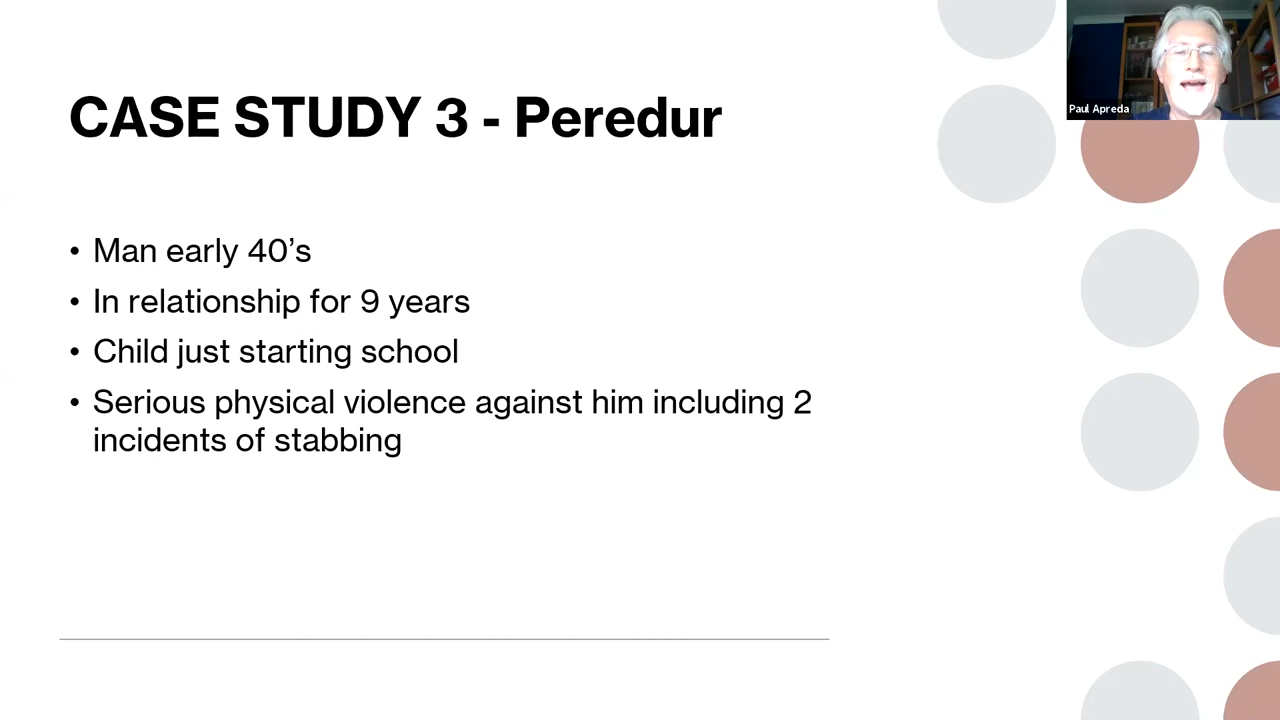 Paul Apreda
CASE STUDY 3 - Peredur
• Man early 40’s
• In relationship for 9 years
• Child just starting school
• Serious physical violence against him including 2
incidents of stabbing